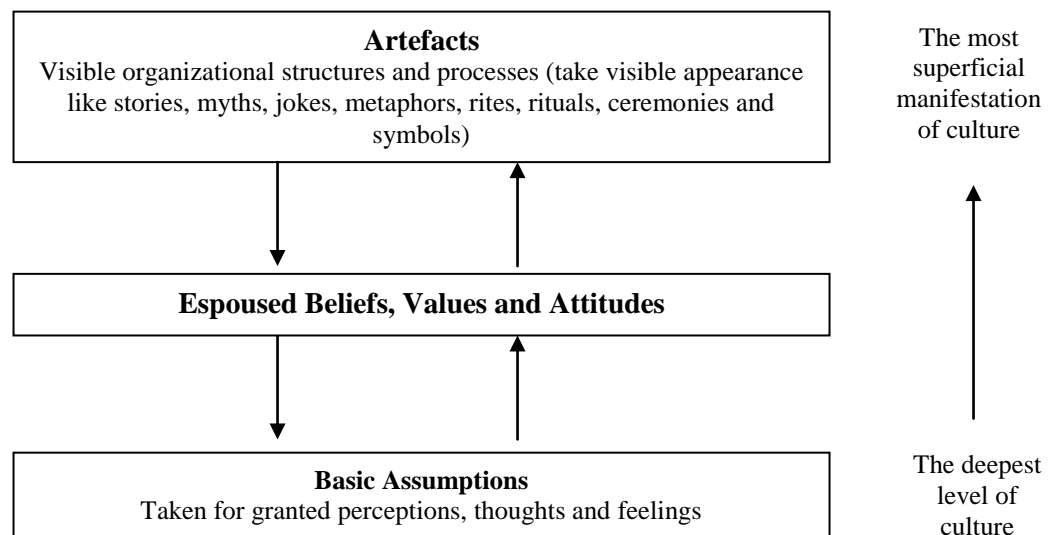 Artefacts
Visible organizational structures and processes (take visible appearance
like stories, myths, jokes, metaphors, rites, rituals, ceremonies and
symbols)
The most
superficial
manifestation
of culture
Espoused Beliefs, Values and Attitudes
Basic Assumptions
Taken for granted perceptions, thoughts and feelings
The deepest
level of
culture